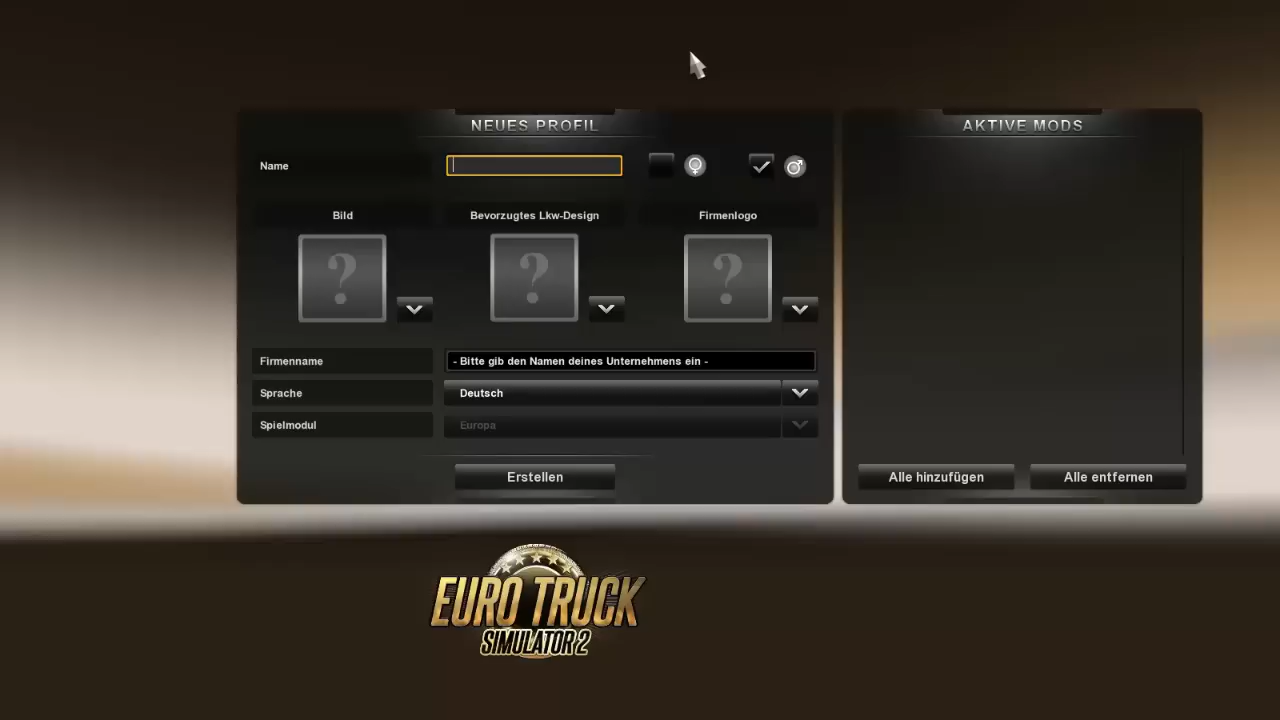 NEUES PROFIL
Name
Bild
Bevorzugtes Lkw-Design
Firmenlogo
?
?
?
Firmenname
- Bitte gib den Namen deines Unternehmens ein -
Sprache
Deutsch
Spielmodul
Europa
Erstellen
AKTIVE MODS
Alle hinzufügen
Alle entfernen
EURO TRUCK
SIMULATOR 2